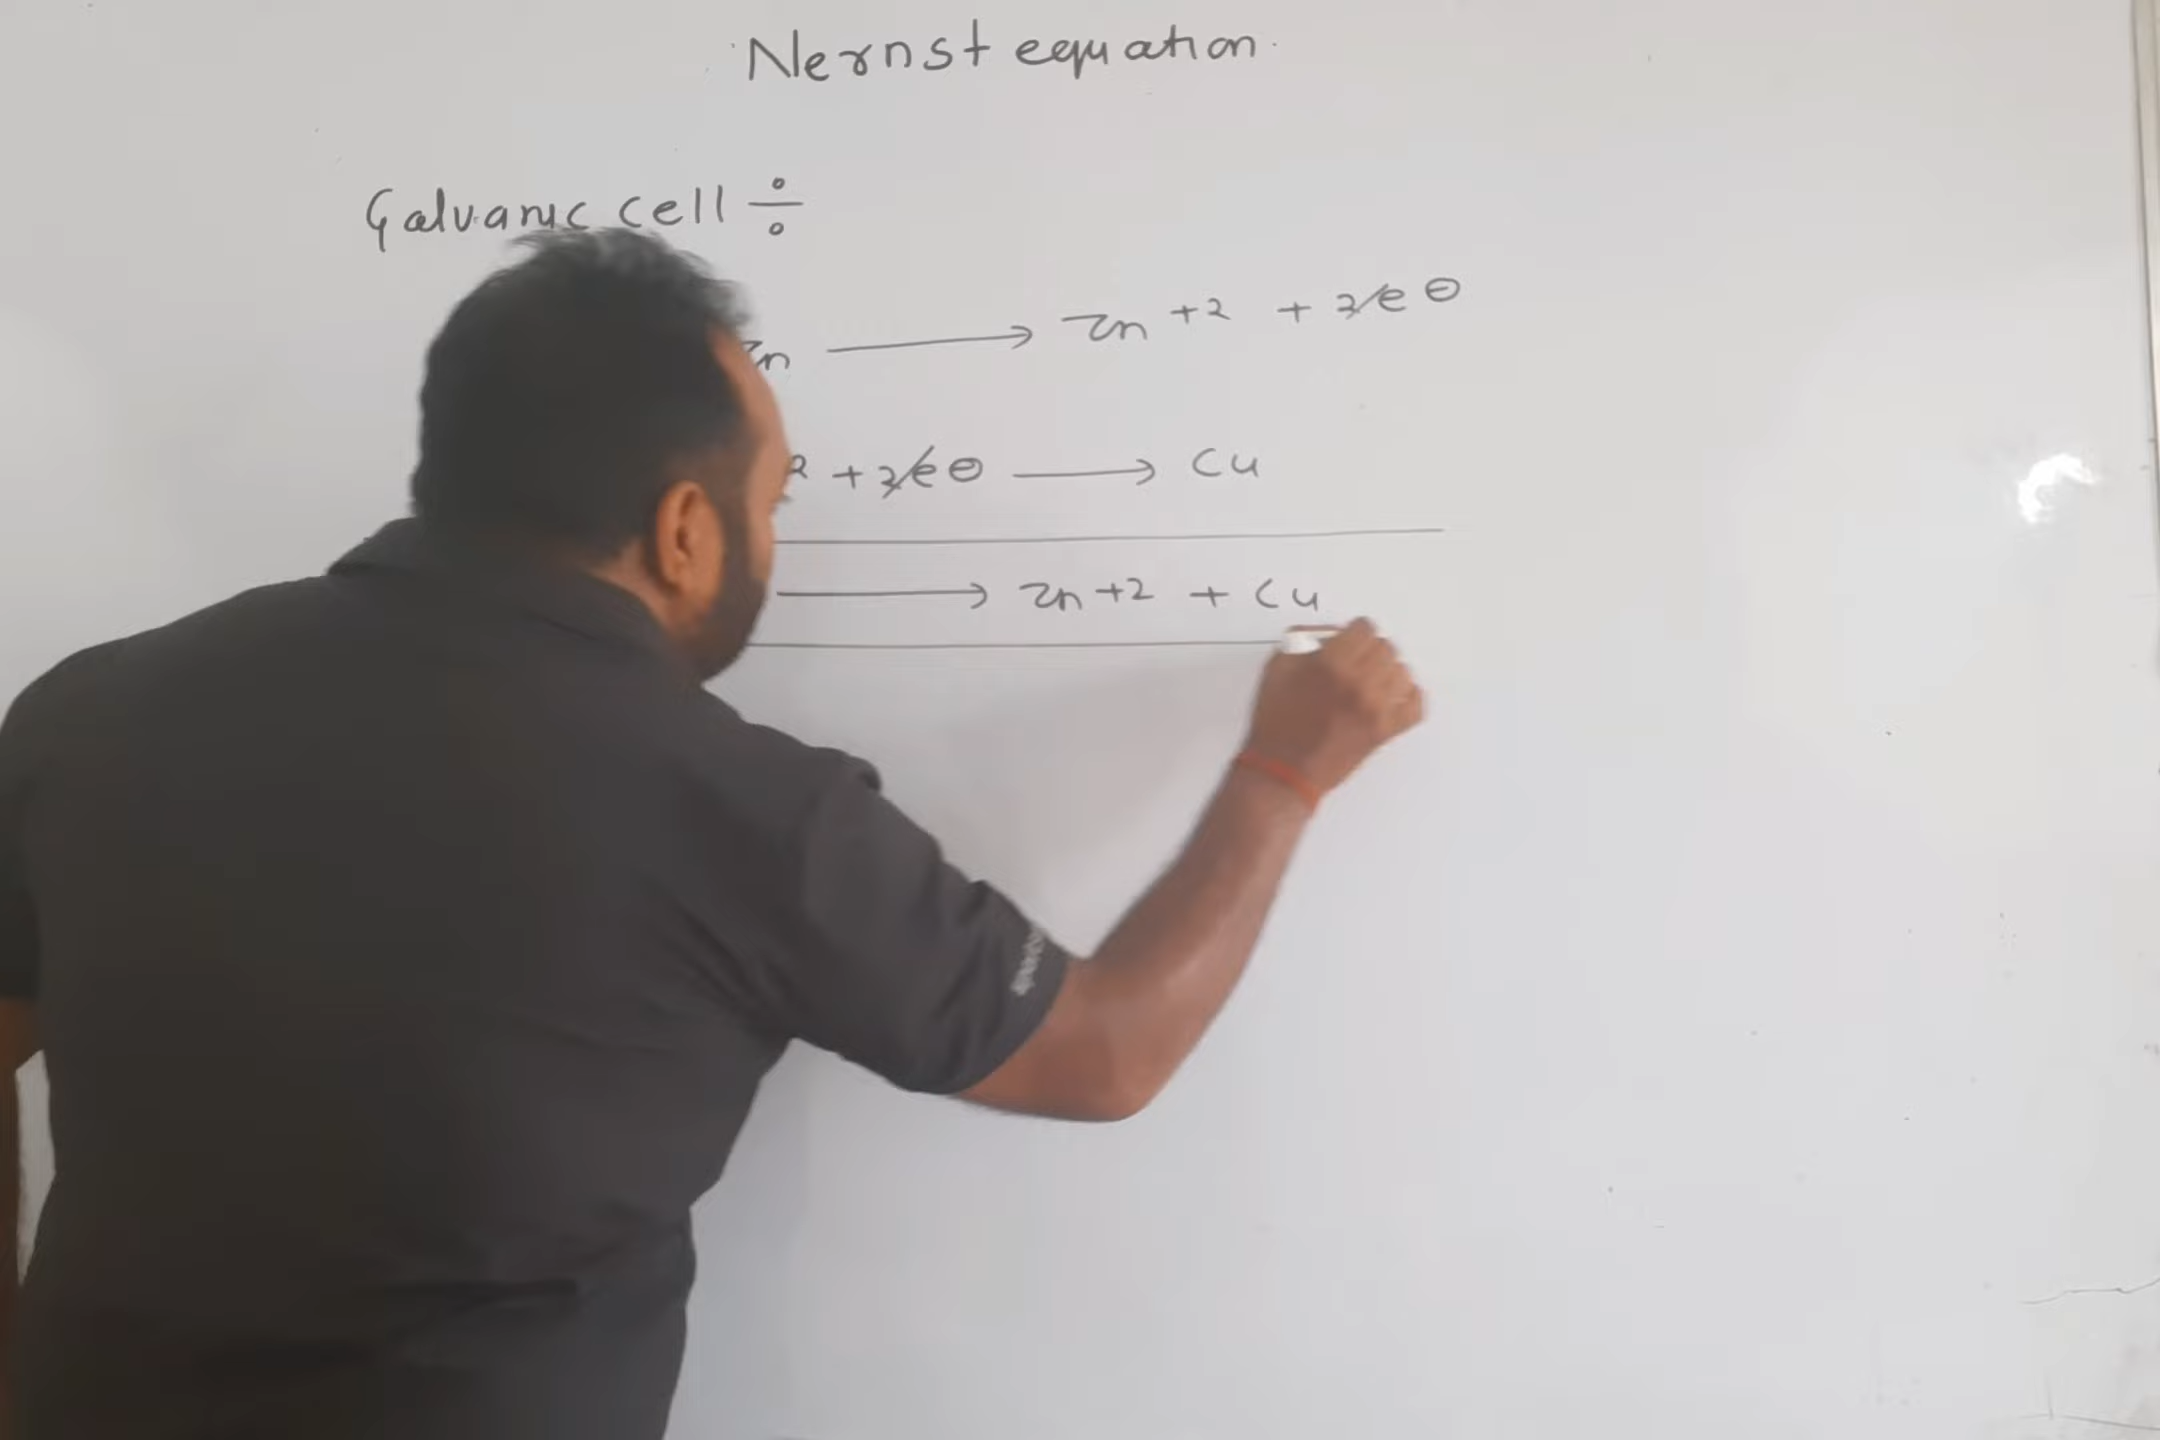 Nernst equation
Galvanic cell ÷
Zn ⟶ Zn +2 + 2e ⊖
2 + 2e ⊖ ⟶ Cu
⟶ Zn+2 + Cu